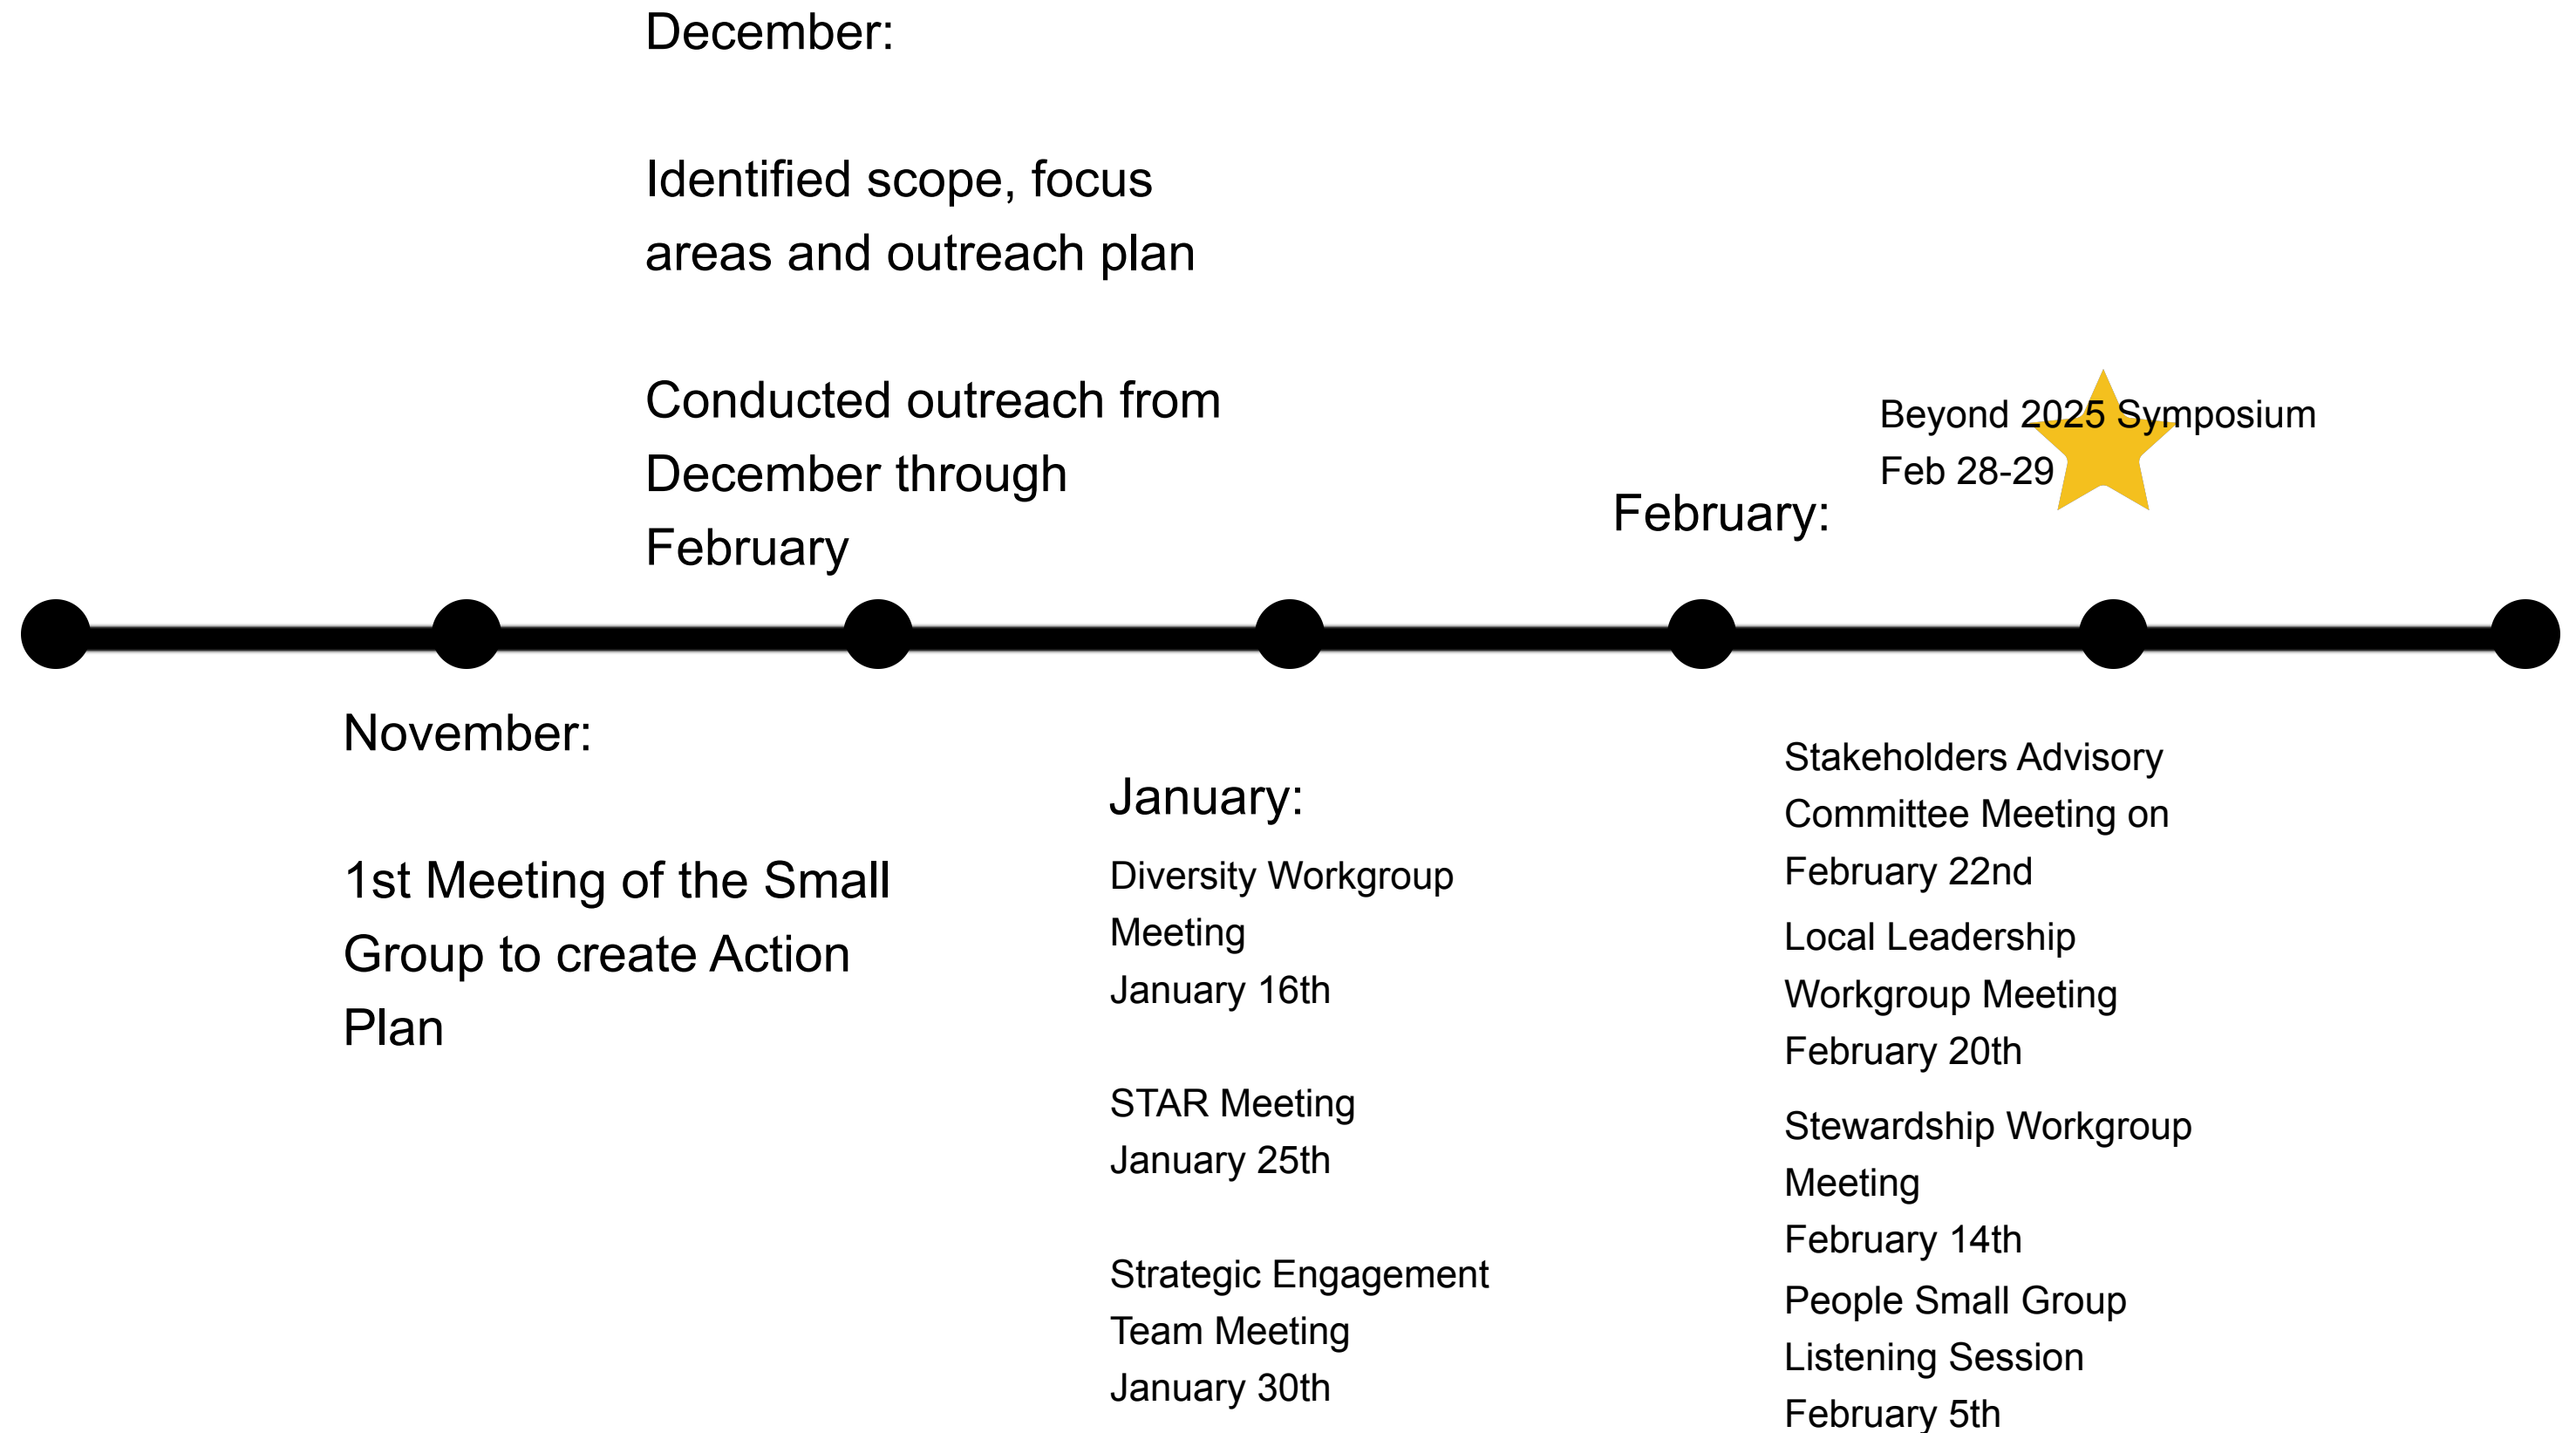 December:
Identified scope, focus
areas and outreach plan
Conducted outreach from
December through
February
Beyond 2025 Symposium
Feb 28-29
February:
November:
1st Meeting of the Small
Group to create Action
Plan
January:
Diversity Workgroup
Meeting
January 16th
STAR Meeting
January 25th
Strategic Engagement
Team Meeting
January 30th
Stakeholders Advisory
Committee Meeting on
February 22nd
Local Leadership
Workgroup Meeting
February 20th
Stewardship Workgroup
Meeting
February 14th
People Small Group
Listening Session
February 5th